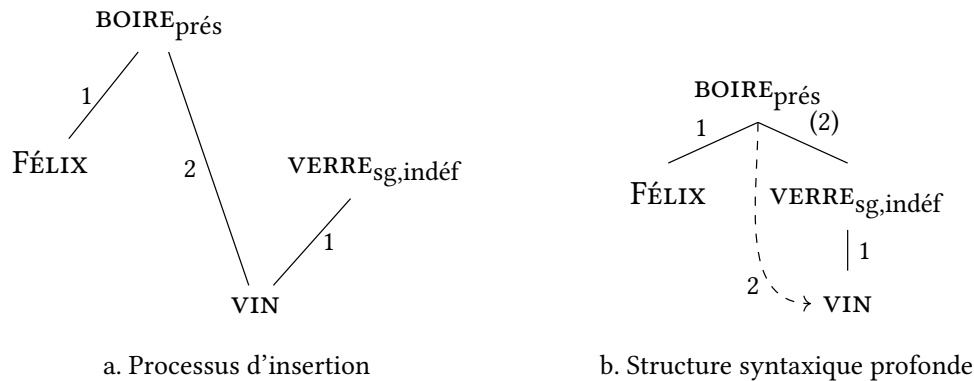 BOIREprés
1
FÉLIX
2
VERREsg,indéf
1
VIN
a. Processus d'insertion
BOIREprés
1 (2)
FÉLIX VERREsg,indéf
1
2 VIN
b. Structure syntaxique profonde